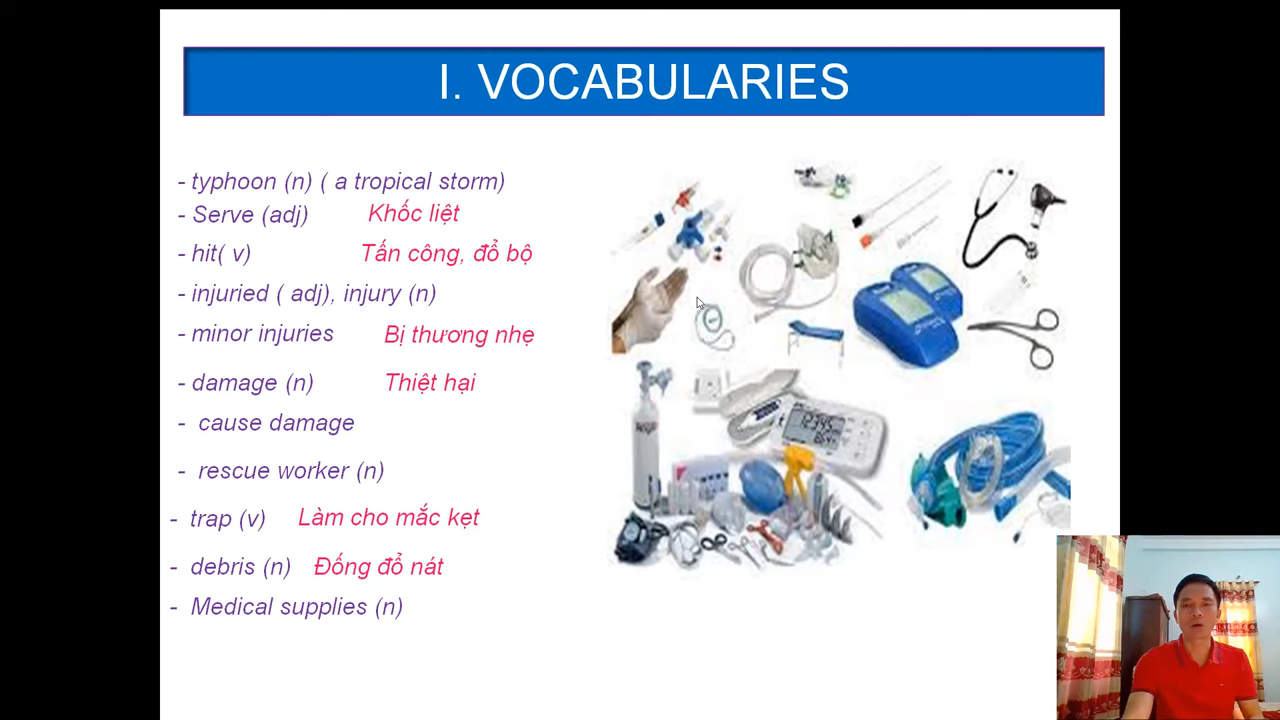 I. VOCABULARIES
- typhoon (n) ( a tropical storm)
- Serve (adj) Khốc liệt
- hit( v) Tấn công, đổ bộ
- injuried ( adj), injury (n)
- minor injuries Bị thương nhẹ
- damage (n) Thiệt hại
- cause damage
- rescue worker (n)
- trap (v) Làm cho mắc kẹt
- debris (n) Đống đổ nát
- Medical supplies (n)